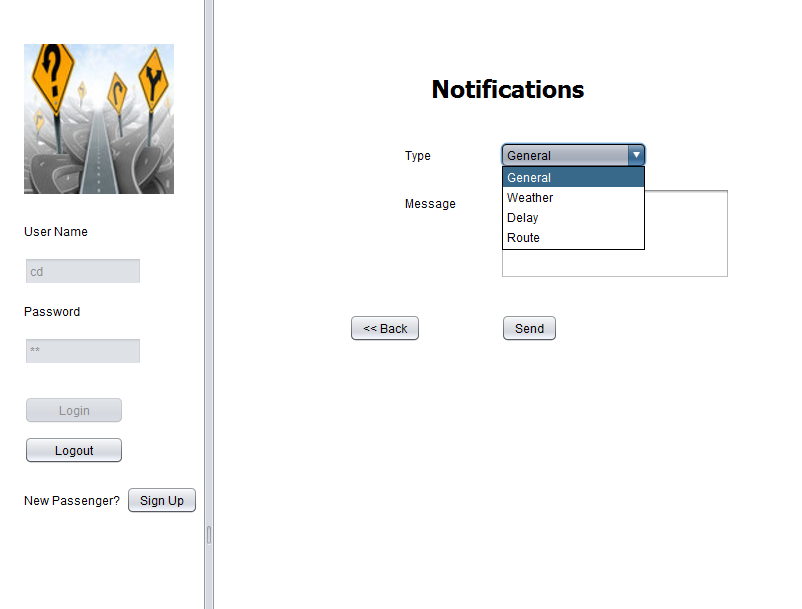 User Name
cd
Password
**
Login
Logout
New Passenger? Sign Up
Notifications
Type General
General
Weather
Delay
Route
Message
<< Back Send